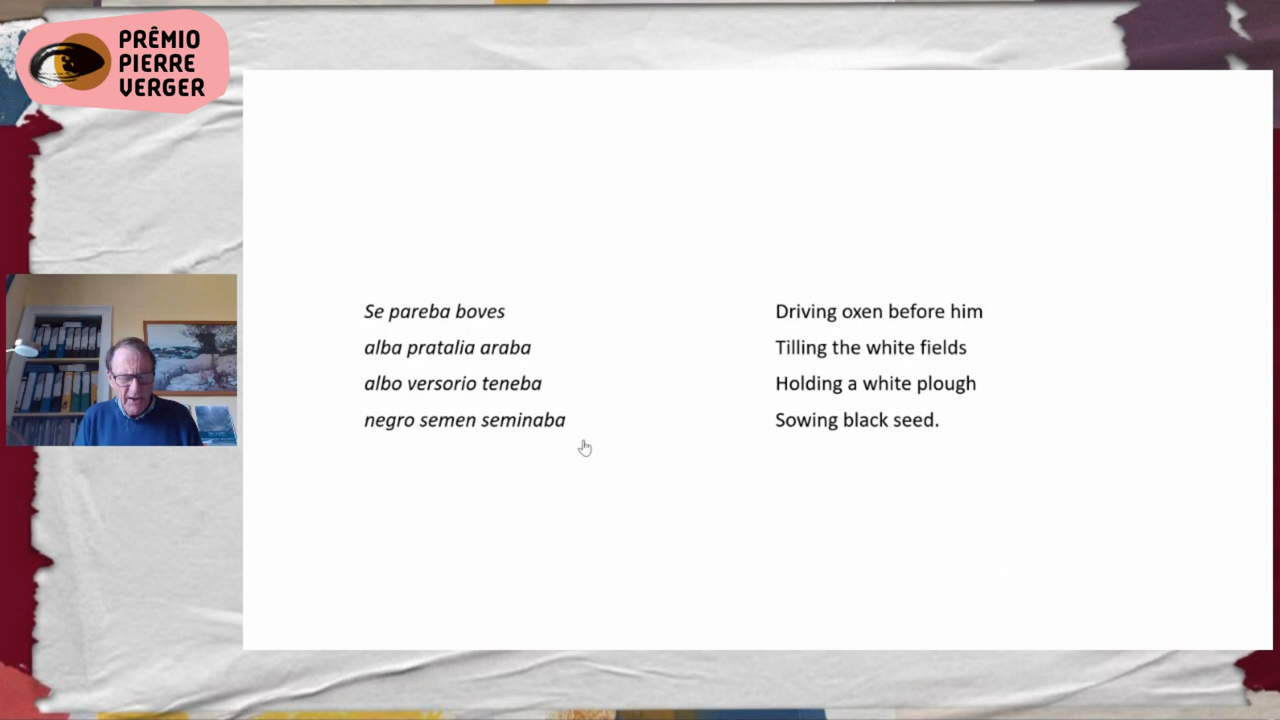 PRÊMIO
PIERRE
VERGER
Se pareba boves
alba pratalia araba
albo versorio teneba
negro semen seminaba
Driving oxen before him
Tilling the white fields
Holding a white plough
Sowing black seed.